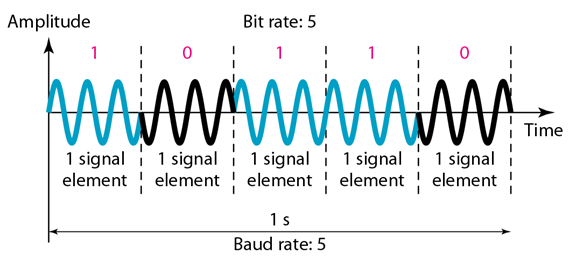 Amplitude
Bit rate: 5
1 0 1 1 0
Time
1 signal element
1 signal element
1 signal element
1 signal element
1 signal element
1 s
Baud rate: 5